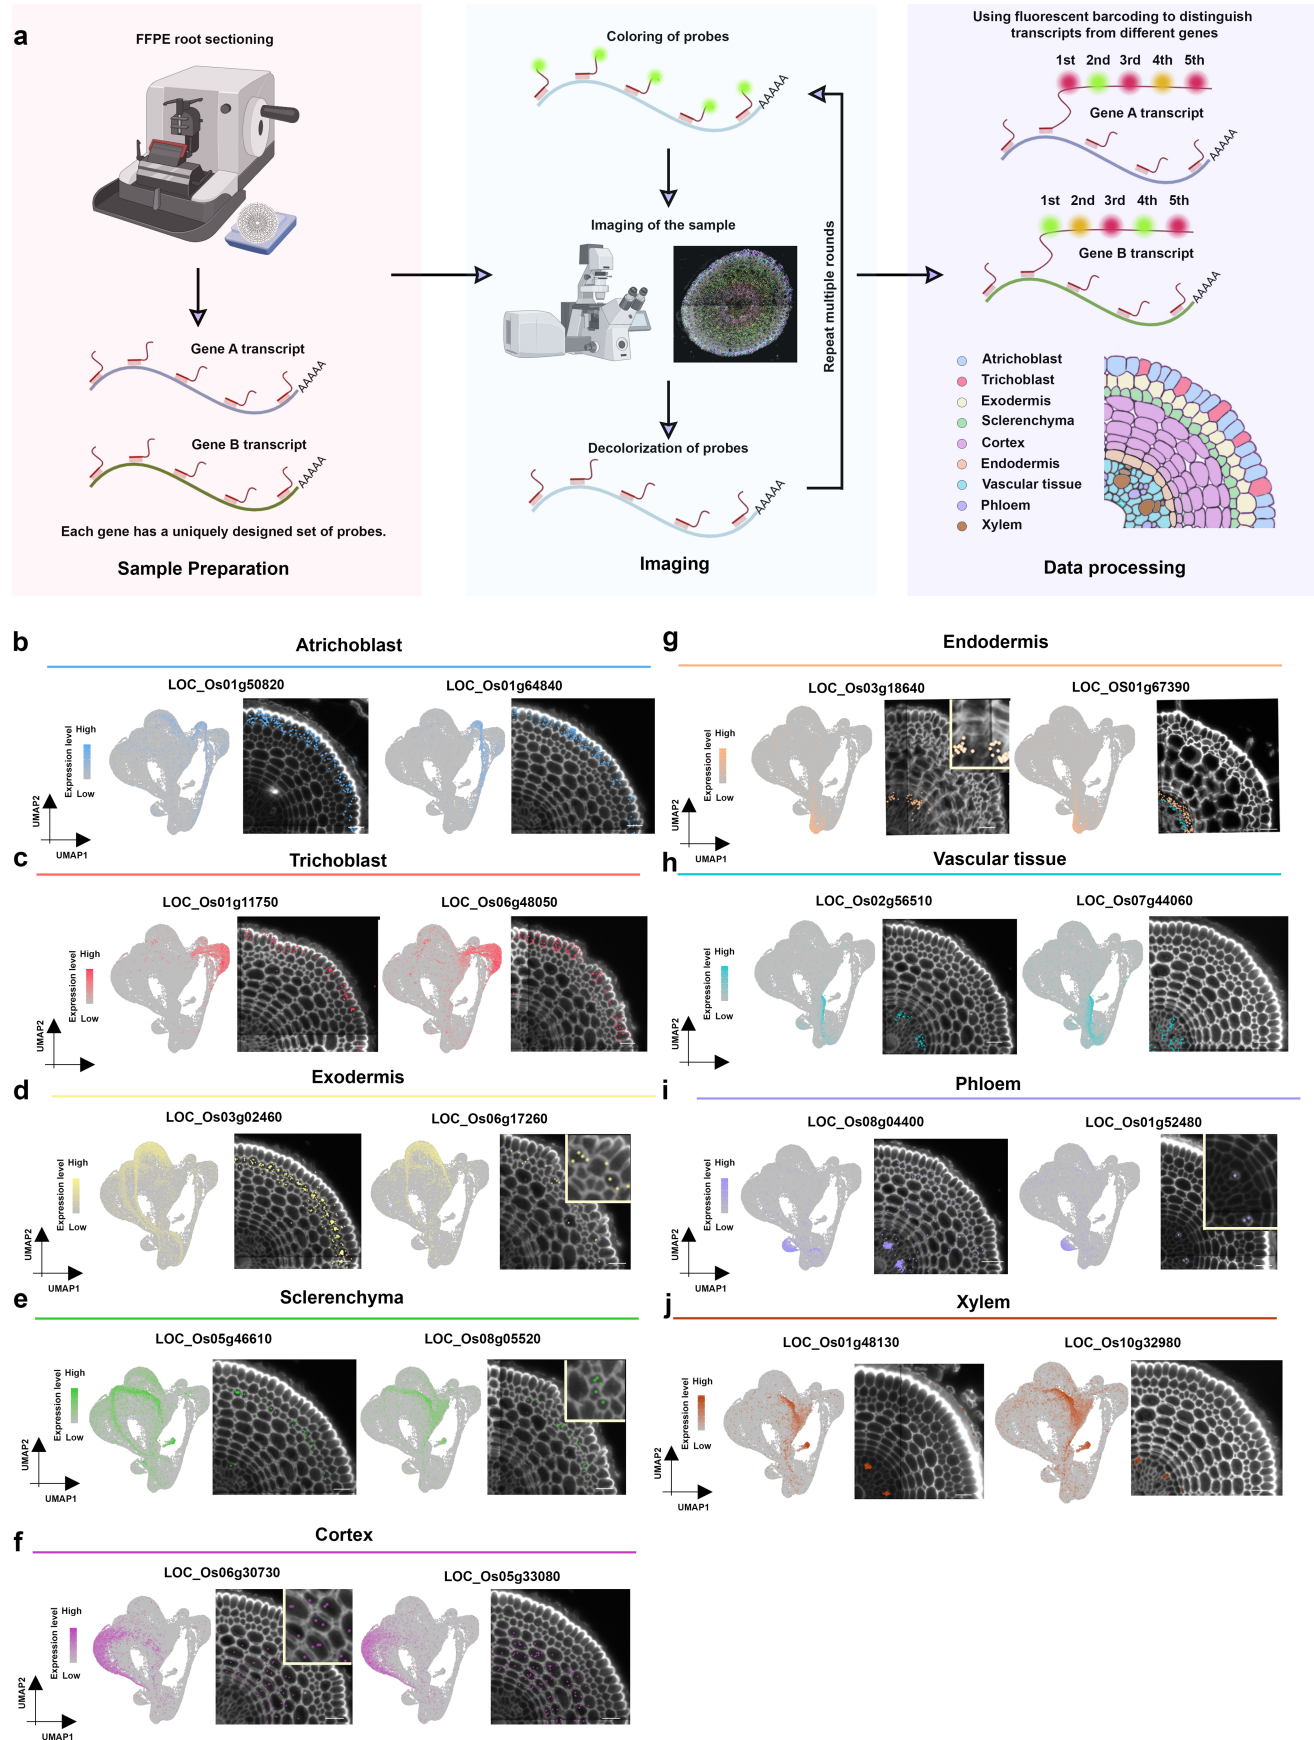 a
FFPE root sectioning
Gene A transcript
AAAAA
Gene B transcript
AAAAA
Each gene has a uniquely designed set of probes.
Sample Preparation
Coloring of probes
AAAAA
Imaging of the sample
Decolorization of probes
AAAAA
Repeat multiple rounds
Imaging
Using fluorescent barcoding to distinguish
transcripts from different genes
1st 2nd 3rd 4th 5th
Gene A transcript
AAAAA
1st 2nd 3rd 4th 5th
Gene B transcript
AAAAA
Atrichoblast
Trichoblast
Exodermis
Sclerenchyma
Cortex
Endodermis
Vascular tissue
Phloem
Xylem
Data processing
b
Atrichoblast
LOC_Os01g50820
LOC_Os01g64840
Expression level
High
Low
UMAP2
UMAP1
c
Trichoblast
LOC_Os01g11750
LOC_Os06g48050
Expression level
High
Low
UMAP2
d
Exodermis
LOC_Os03g02460
LOC_Os06g17260
Expression level
High
Low
UMAP2
UMAP1
e
Sclerenchyma
LOC_Os05g46610
LOC_Os08g05520
Expression level
High
Low
UMAP2
UMAP1
f
Cortex
LOC_Os06g30730
LOC_Os05g33080
Expression level
High
Low
UMAP2
UMAP1
g
Endodermis
LOC_Os03g18640
LOC_OS01g67390
Expression level
High
Low
UMAP2
UMAP1
h
Vascular tissue
LOC_Os02g56510
LOC_Os07g44060
Expression level
High
Low
UMAP2
UMAP1
i
Phloem
LOC_Os08g04400
LOC_Os01g52480
Expression level
High
Low
UMAP2
UMAP1
j
Xylem
LOC_Os01g48130
LOC_Os10g32980
Expression level
High
Low
UMAP2
UMAP1